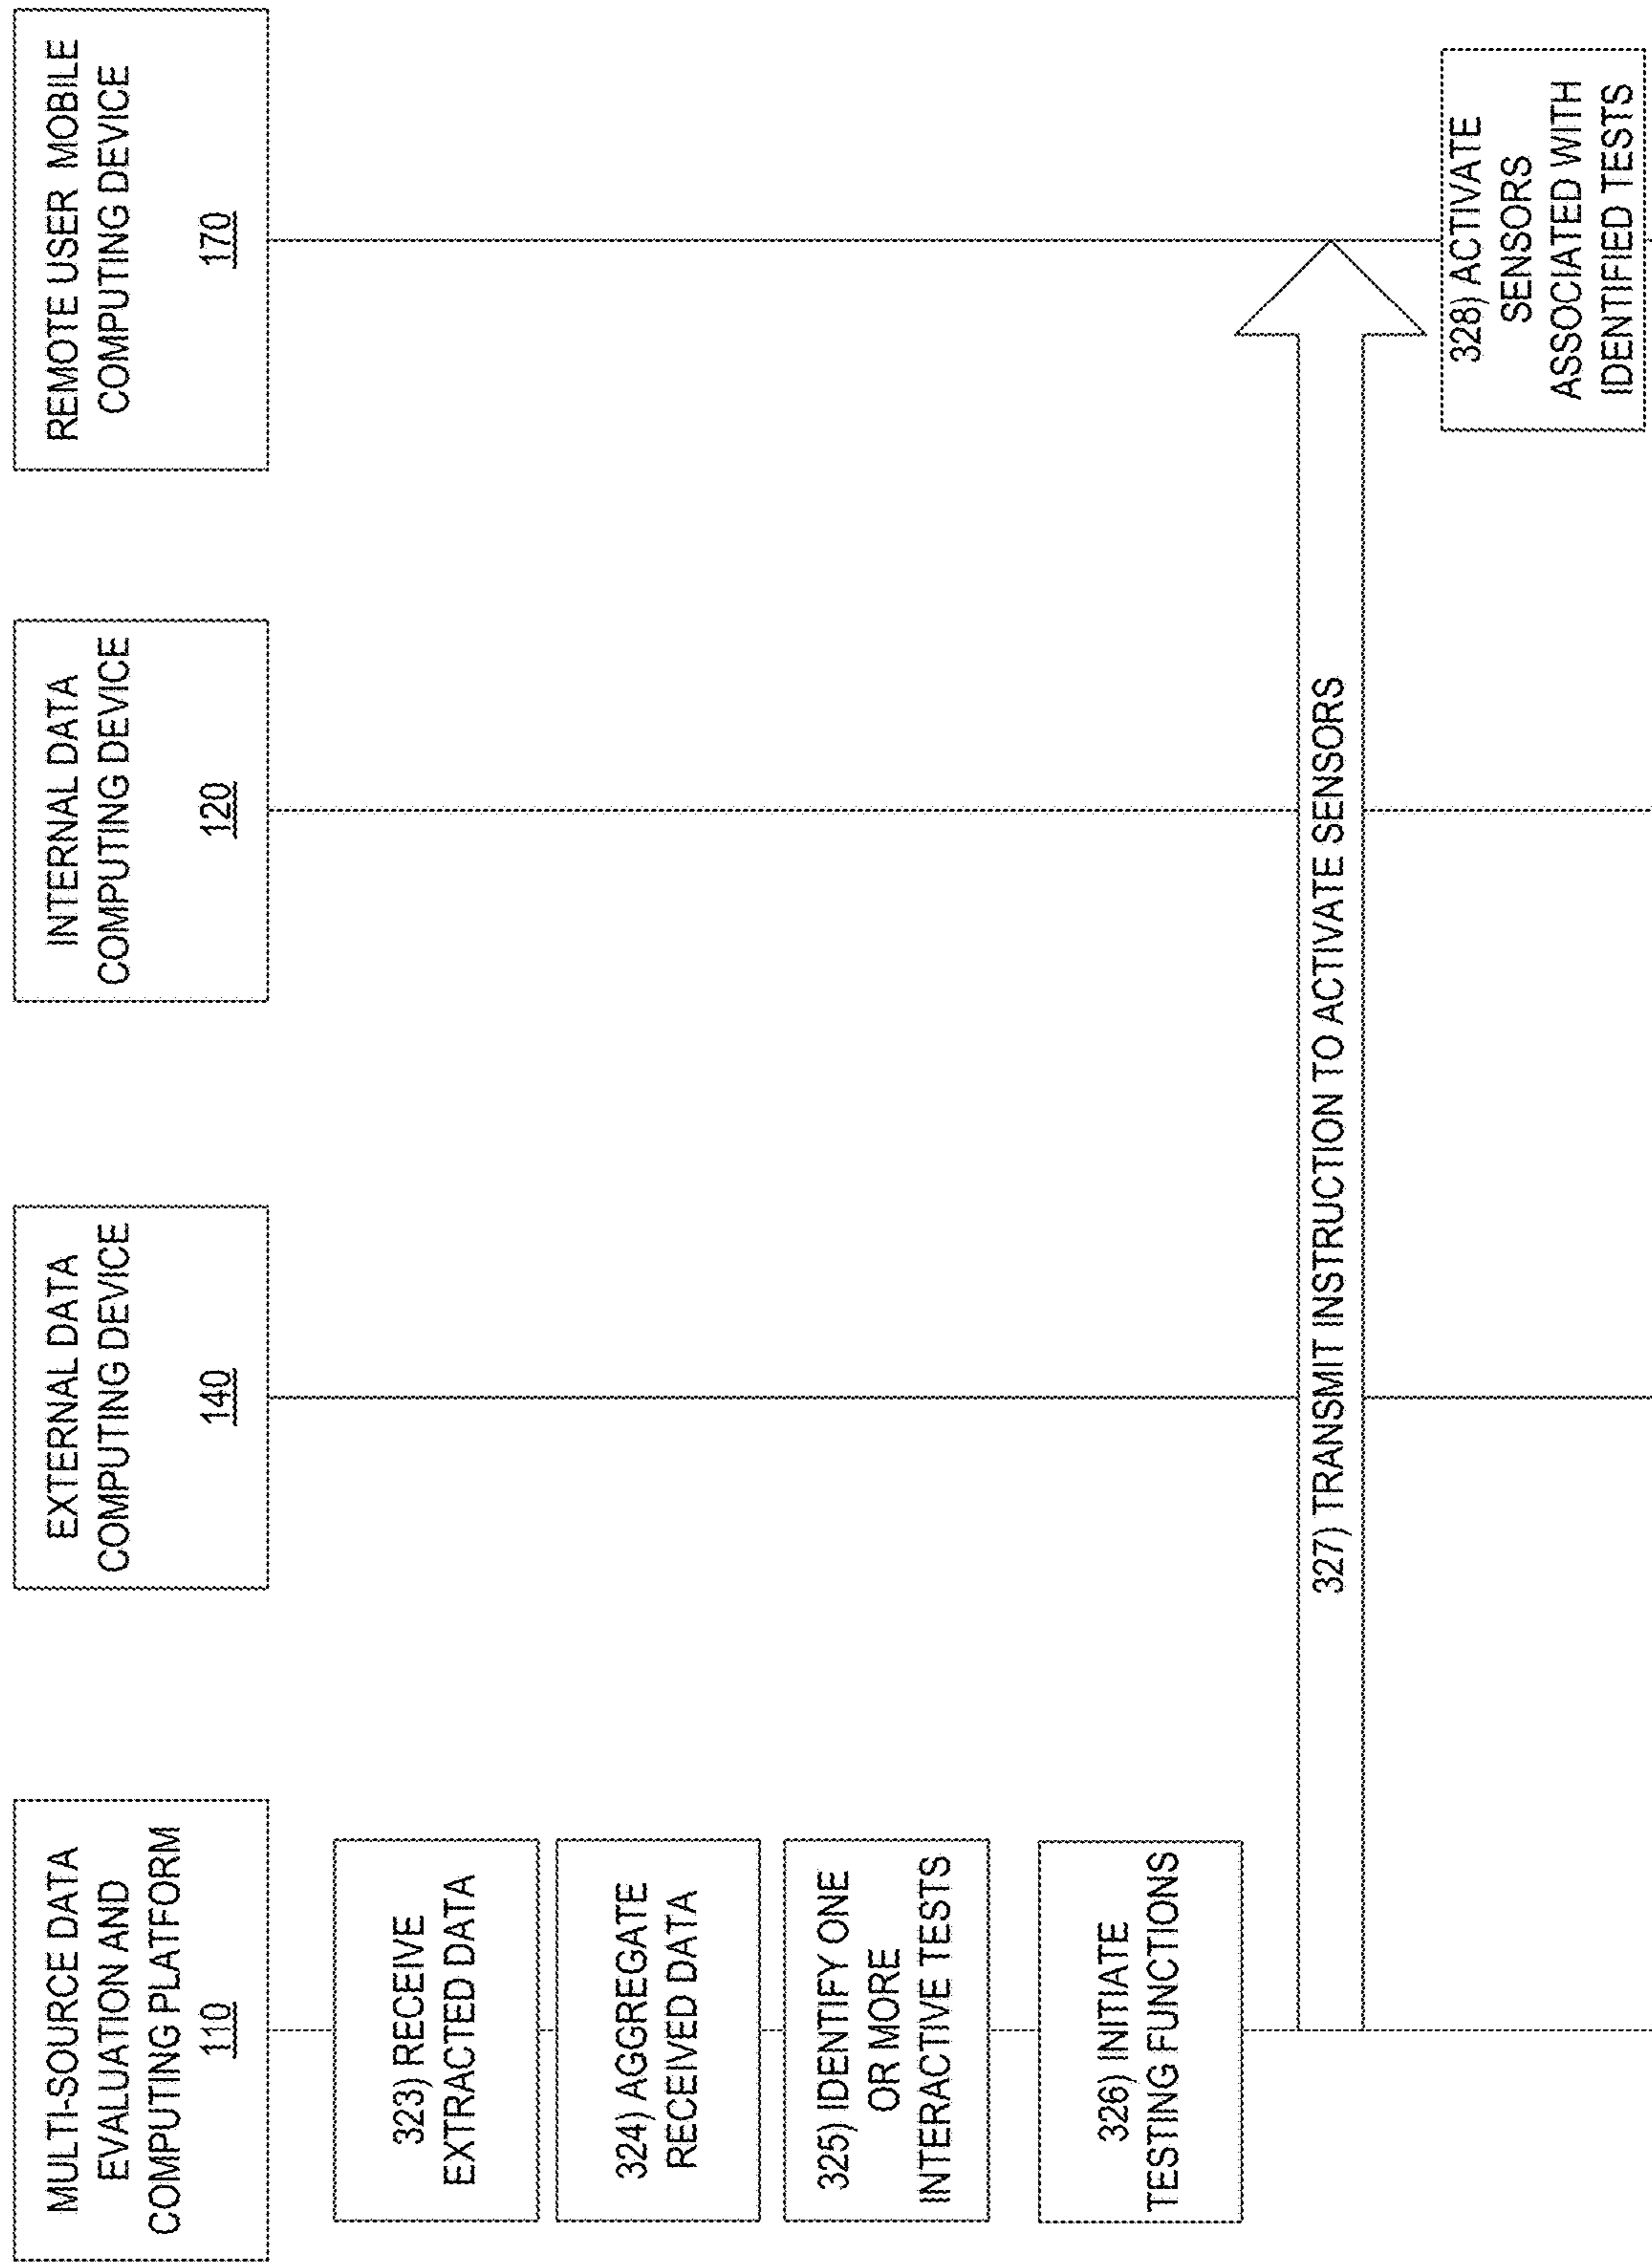 MULTI-SOURCE DATA
EVALUATION AND
COMPUTING PLATFORM
110
EXTERNAL DATA
COMPUTING DEVICE
140
INTERNAL DATA
COMPUTING DEVICE
120
REMOTE USER MOBILE
COMPUTING DEVICE
170
323) RECEIVE
EXTRACTED DATA
324) AGGREGATE
RECEIVED DATA
325) IDENTIFY ONE
OR MORE
INTERACTIVE TESTS
326) INITIATE
TESTING FUNCTIONS
327) TRANSMIT INSTRUCTION TO ACTIVATE SENSORS
328) ACTIVATE
SENSORS
ASSOCIATED WITH
IDENTIFIED TESTS